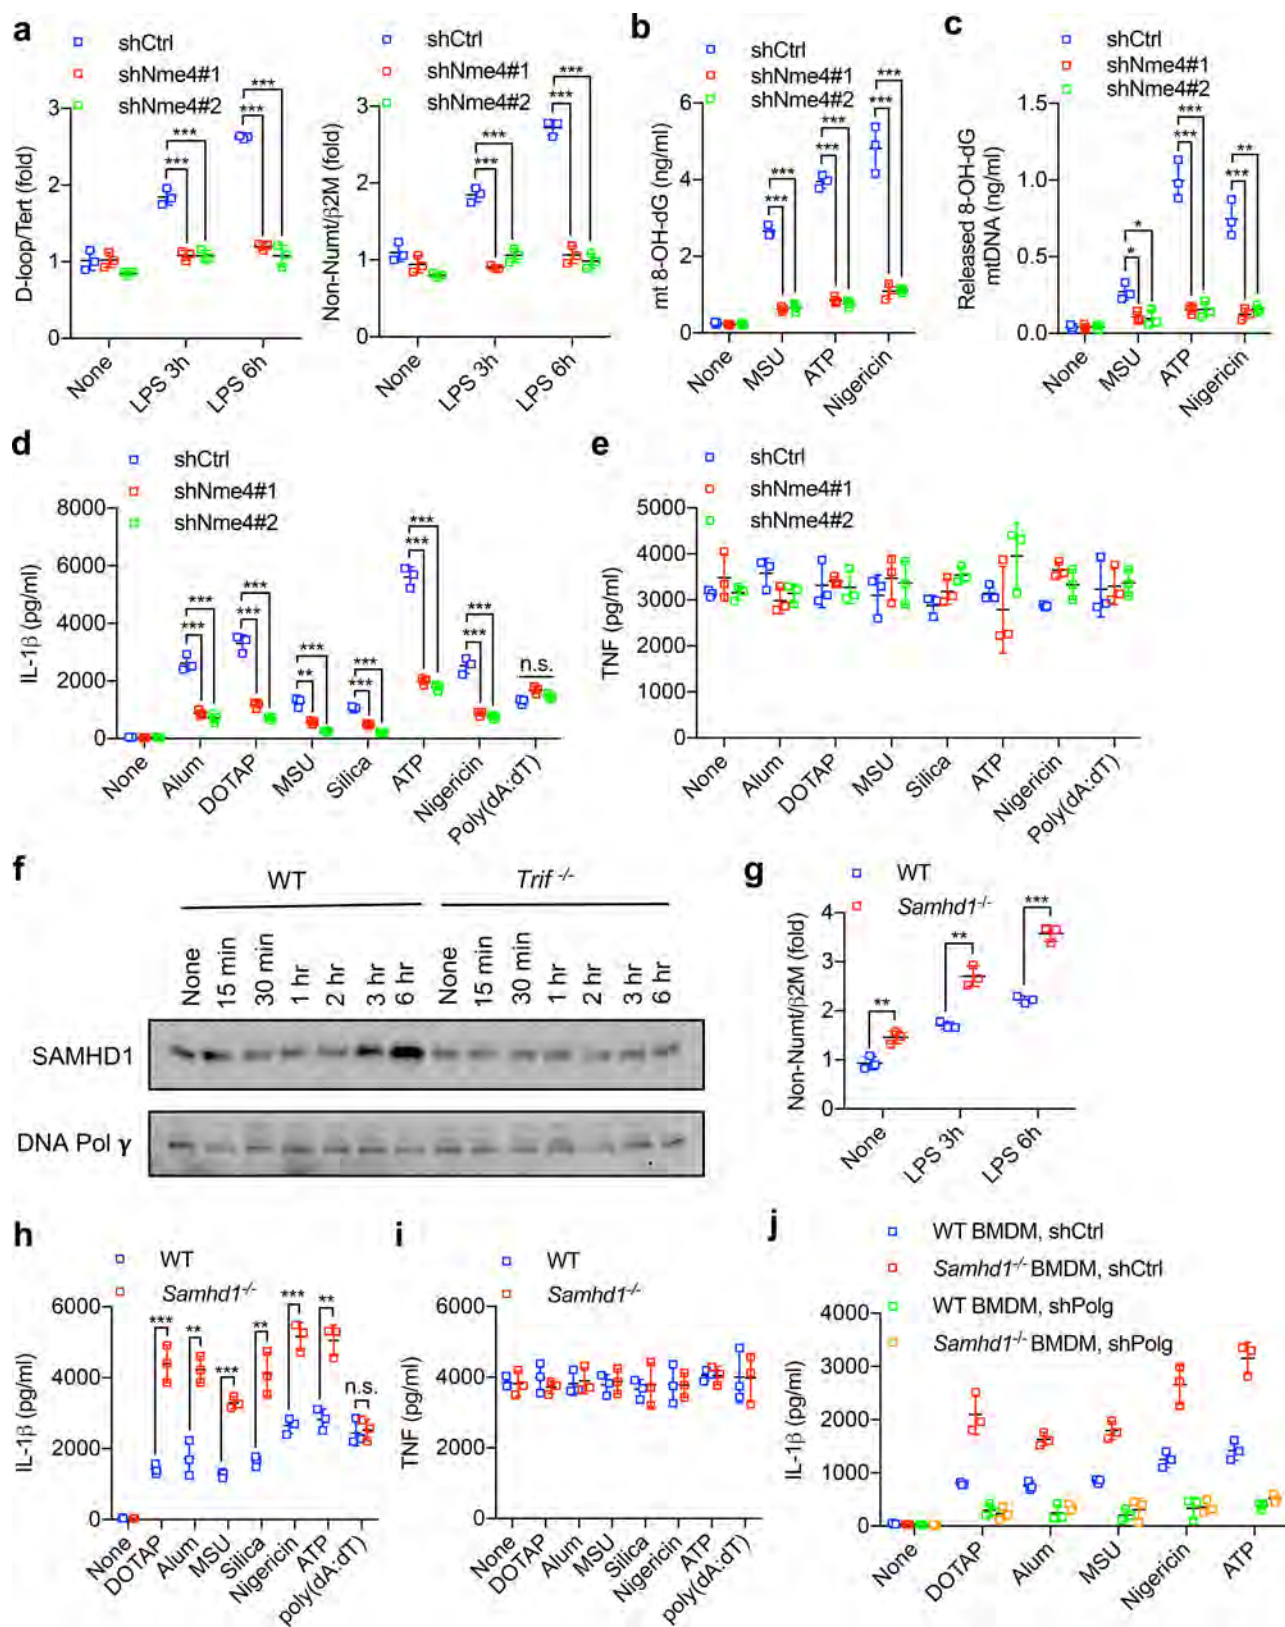 a
shCtrl
shNme4#1
shNme4#2
D-loop/Tert (fold)
3
2
1
0
***
***
***
***
None
LPS 3h
LPS 6h
shCtrl
shNme4#1
shNme4#2
Non-Numt/β2M (fold)
3
2
1
0
***
***
***
***
None
LPS 3h
LPS 6h
b
shCtrl
shNme4#1
shNme4#2
mt 8-OH-dG (ng/ml)
6
4
2
0
***
***
***
***
***
***
None
MSU
ATP
Nigericin
c
shCtrl
shNme4#1
shNme4#2
Released 8-OH-dG
mtDNA (ng/ml)
1.5
1.0
0.5
0.0
*
*
***
***
**
***
None
MSU
ATP
Nigericin
d
shCtrl
shNme4#1
shNme4#2
IL-1β (pg/ml)
8000
6000
4000
2000
0
***
***
***
***
***
**
***
***
***
***
***
***
n.s.
None
Alum
DOTAP
MSU
Silica
ATP
Nigericin
Poly(dA:dT)
e
shCtrl
shNme4#1
shNme4#2
TNF (pg/ml)
5000
4000
3000
2000
1000
0
None
Alum
DOTAP
MSU
Silica
ATP
Nigericin
Poly(dA:dT)
f
WT
Trif -/-
None
15 min
30 min
1 hr
2 hr
3 hr
6 hr
None
15 min
30 min
1 hr
2 hr
3 hr
6 hr
SAMHD1
DNA Pol γ
g
WT
Samhd1-/-
Non-Numt/β2M (fold)
4
3
2
1
0
**
**
***
None
LPS 3h
LPS 6h
h
WT
Samhd1-/-
IL-1β (pg/ml)
6000
4000
2000
0
***
**
***
**
***
**
n.s.
None
DOTAP
Alum
MSU
Silica
Nigericin
ATP
poly(dA:dT)
i
WT
Samhd1-/-
TNF (pg/ml)
6000
4000
2000
0
None
DOTAP
Alum
MSU
Silica
Nigericin
ATP
poly(dA:dT)
j
WT BMDM, shCtrl
Samhd1-/- BMDM, shCtrl
WT BMDM, shPolg
Samhd1-/- BMDM, shPolg
IL-1β (pg/ml)
4000
3000
2000
1000
0
None
DOTAP
Alum
MSU
Nigericin
ATP